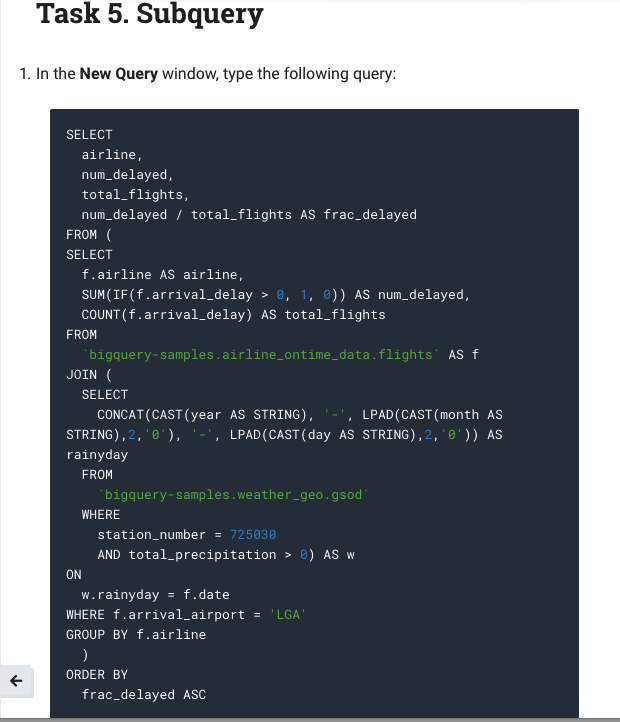 Task 5. Subquery
1. In the New Query window, type the following query:
SELECT
  airline,
  num_delayed,
  total_flights,
  num_delayed / total_flights AS frac_delayed
FROM (
SELECT
  f.airline AS airline,
  SUM(IF(f.arrival_delay > 0, 1, 0)) AS num_delayed,
  COUNT(f.arrival_delay) AS total_flights
FROM
  `bigquery-samples.airline_ontime_data.flights` AS f
JOIN (
  SELECT
    CONCAT(CAST(year AS STRING), '-', LPAD(CAST(month AS
STRING),2,'0'), '-', LPAD(CAST(day AS STRING),2,'0')) AS
rainyday
  FROM
    `bigquery-samples.weather_geo.gsod`
  WHERE
    station_number = 725030
    AND total_precipitation > 0) AS w
ON
  w.rainyday = f.date
WHERE f.arrival_airport = 'LGA'
GROUP BY f.airline
  )
ORDER BY
  frac_delayed ASC